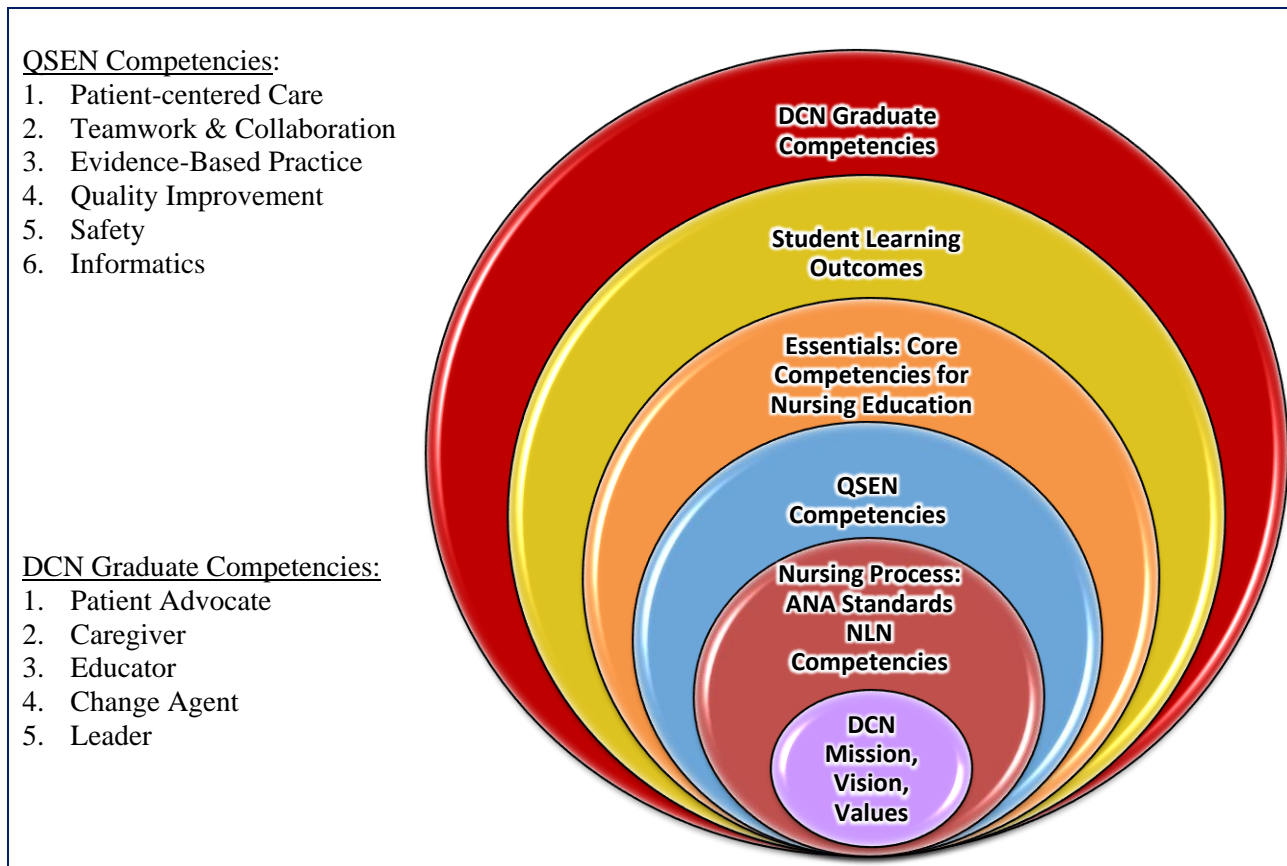 QSEN Competencies:
1. Patient-centered Care
2. Teamwork & Collaboration
3. Evidence-Based Practice
4. Quality Improvement
5. Safety
6. Informatics
DCN Graduate Competencies:
1. Patient Advocate
2. Caregiver
3. Educator
4. Change Agent
5. Leader
DCN Graduate
Competencies
Student Learning
Outcomes
Essentials: Core
Competencies for
Nursing Education
QSEN
Competencies
Nursing Process:
ANA Standards
NLN
Competencies
DCN
Mission,
Vision,
Values